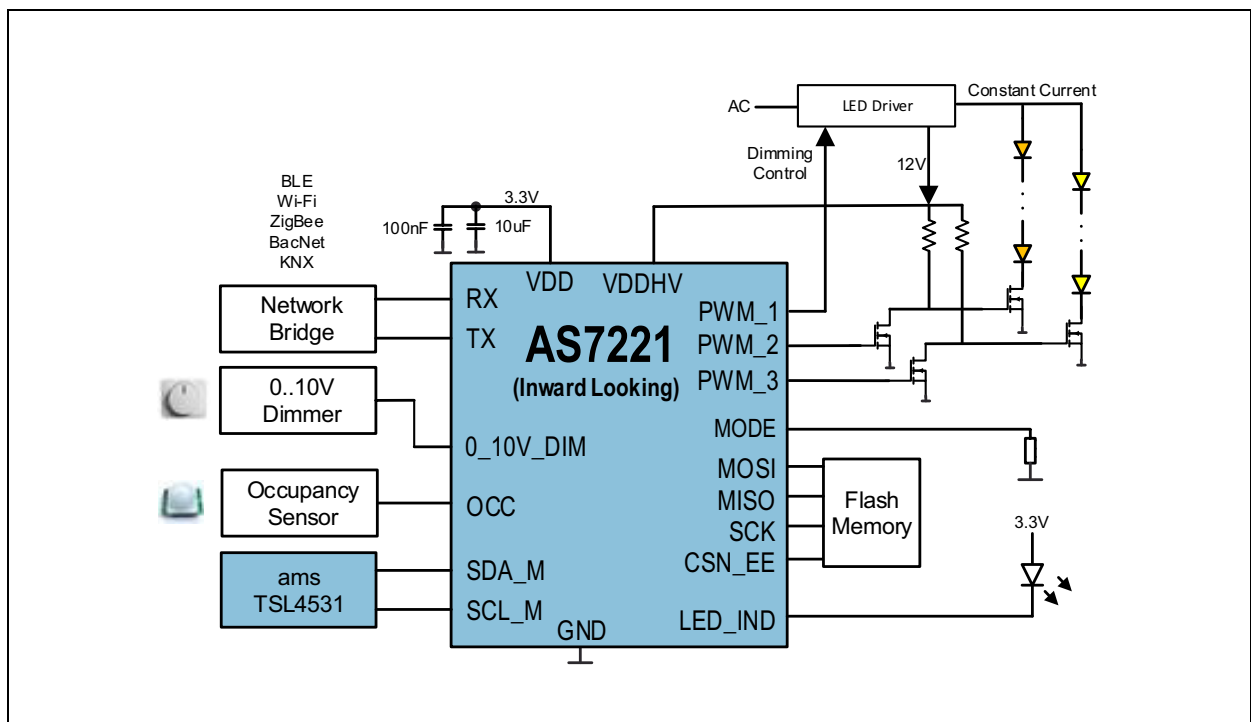 Constant Current
AC
LED Driver
Dimming
Control
12V
BLE
Wi-Fi
ZigBee
BacNet
KNX
3.3V
100nF
10uF
VDD
VDDHV
Network
Bridge
RX
TX
AS7221
(Inward Looking)
PWM_1
PWM_2
PWM_3
0..10V
Dimmer
0_10V_DIM
MODE
MOSI
MISO
SCK
CSN_EE
Flash
Memory
Occupancy
Sensor
OCC
3.3V
ams
TSL4531
SDA_M
SCL_M
GND
LED_IND